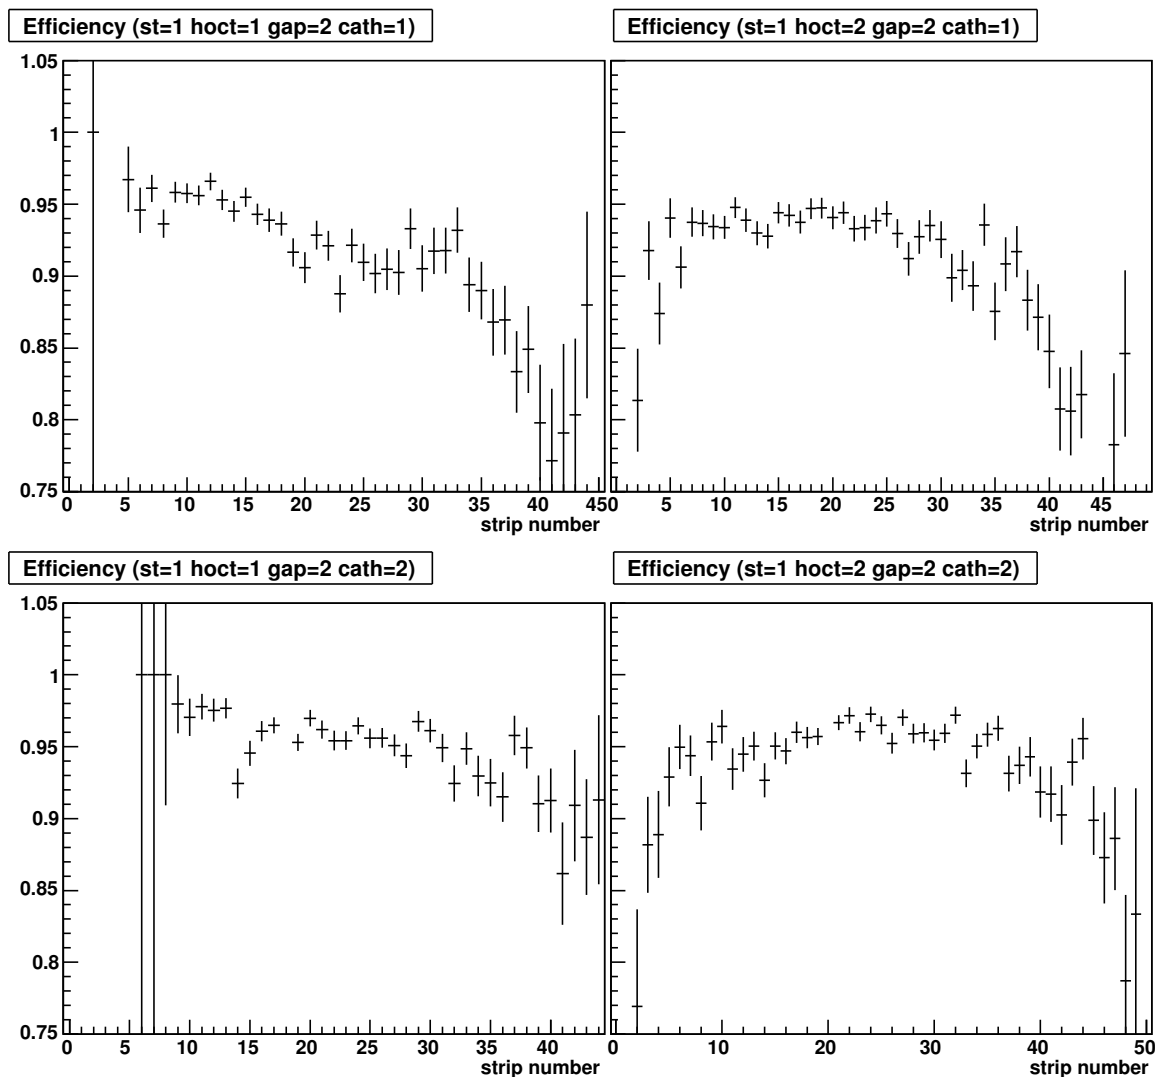 Efficiency (st=1 hoct=1 gap=2 cath=1)
1.05
1
0.95
0.9
0.85
0.8
0.75
0 5 10 15 20 25 30 35 40 45
strip number
Efficiency (st=1 hoct=2 gap=2 cath=1)
0 5 10 15 20 25 30 35 40 45
strip number
Efficiency (st=1 hoct=1 gap=2 cath=2)
1.05
1
0.95
0.9
0.85
0.8
0.75
0 5 10 15 20 25 30 35 40
strip number
Efficiency (st=1 hoct=2 gap=2 cath=2)
0 10 20 30 40 50
strip number